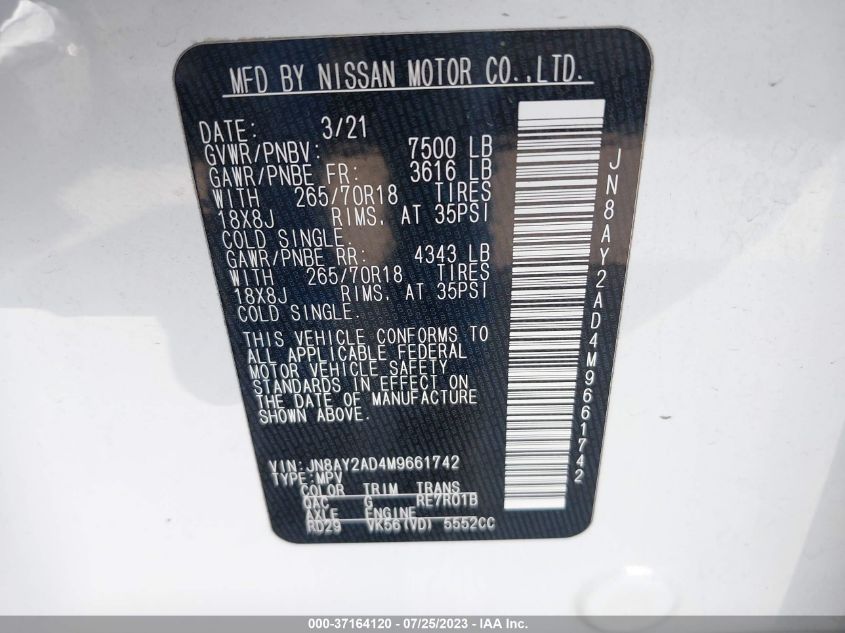 MFD BY NISSAN MOTOR CO.,LTD.
DATE: 3/21
GVWR/PNBV: 7500 LB
GAWR/PNBE FR: 3616 LB
WITH 265/70R18 TIRES
18X8J RIMS, AT 35PSI
COLD SINGLE.
GAWR/PNBE RR: 4343 LB
WITH 265/70R18 TIRES
18X8J RIMS, AT 35PSI
COLD SINGLE.
THIS VEHICLE CONFORMS TO
ALL APPLICABLE FEDERAL
MOTOR VEHICLE SAFETY
STANDARDS IN EFFECT ON
THE DATE OF MANUFACTURE
SHOWN ABOVE.
VIN: JN8AY2AD4M9661742
TYPE: MPV
COLOR TRIM TRANS
QAC G RE7R01B
AXLE ENGINE
RD29 VK56(VD) 5552CC
JN8AY2AD4M9661742
000-37164120 - 07/25/2023 - IAA Inc.